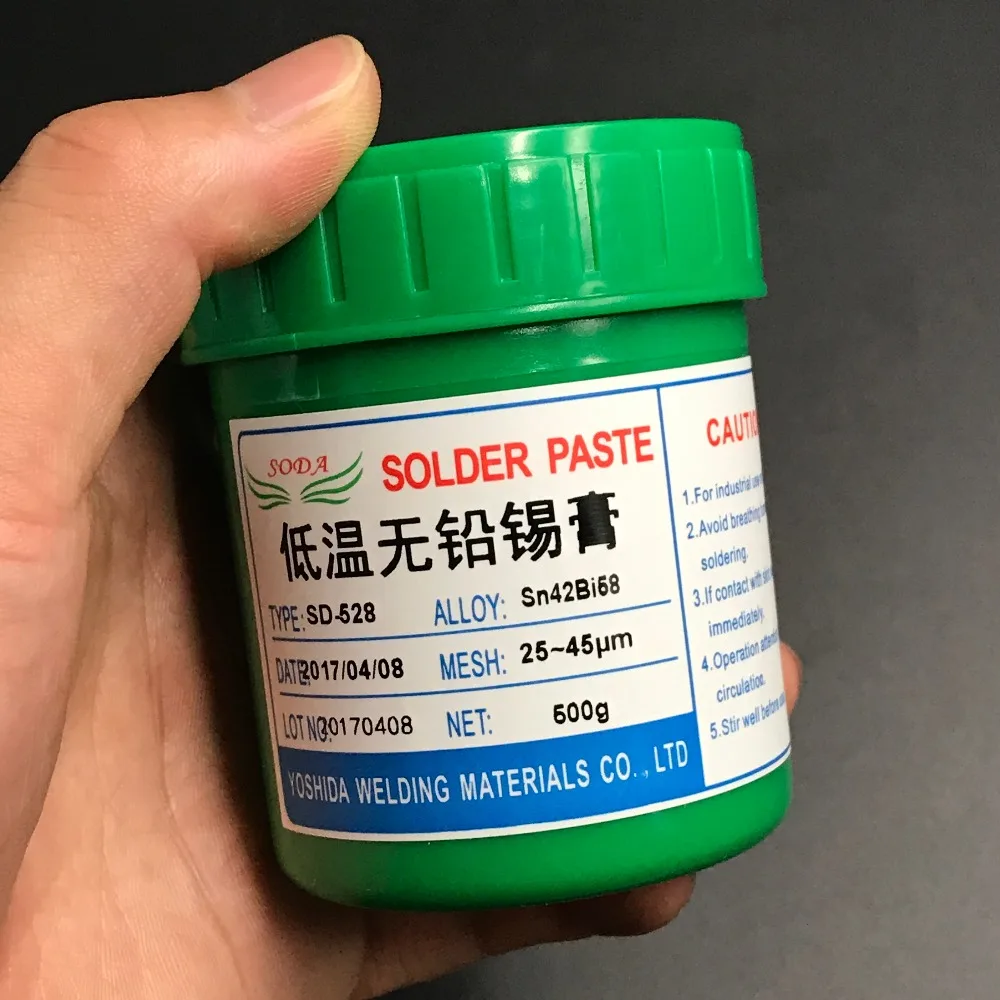 SODA
SOLDER PASTE
低温无铅锡膏
TYPE: SD-528 ALLOY: Sn42Bi58
DATE: 2017/04/08 MESH: 25~45μm
LOT NO: 20170408 NET: 500g
YOSHIDA WELDING MATERIALS CO., LTD
CAUTIO
1.For industrial use
2.Avoid breathing
soldering.
3.If contact with
immediately.
4.Operation
circulation.
5.Stir well before